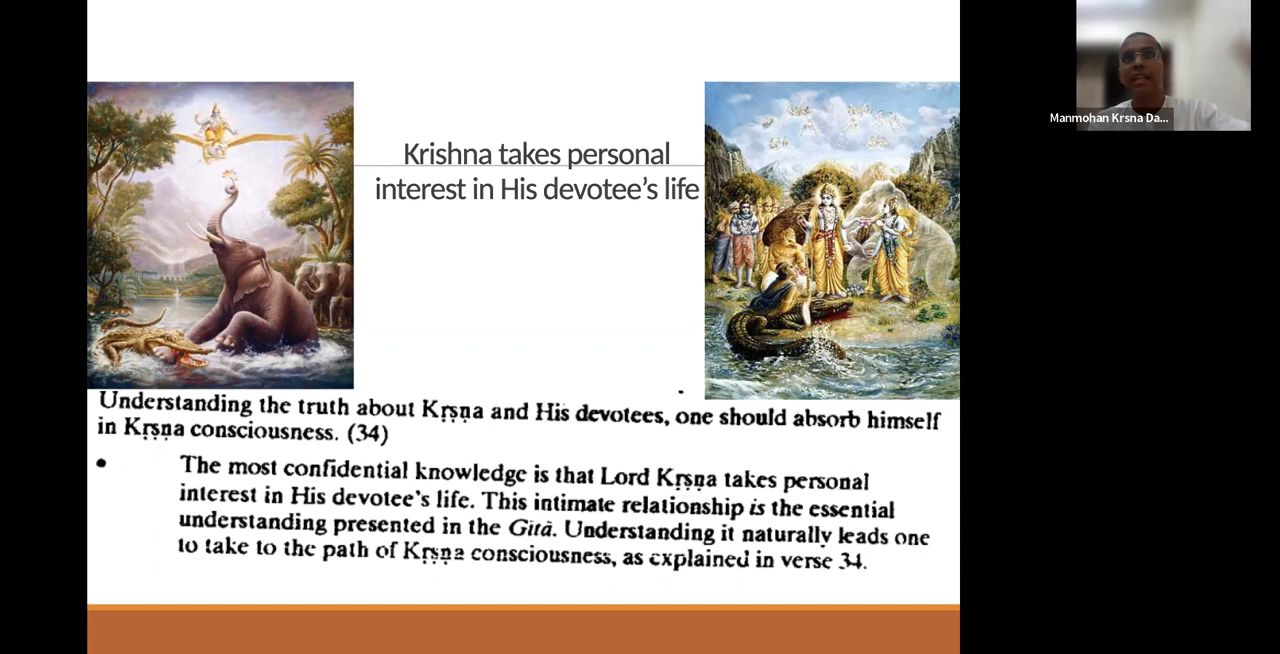 Krishna takes personal
interest in His devotee’s life
Understanding the truth about Kṛṣṇa and His devotees, one should absorb himself
in Kṛṣṇa consciousness. (34)
• The most confidential knowledge is that Lord Kṛṣṇa takes personal
interest in His devotee's life. This intimate relationship is the essential
understanding presented in the Gītā. Understanding it naturally leads one
to take to the path of Kṛṣṇa consciousness, as explained in verse 34.
Manmohan Krsna Da...